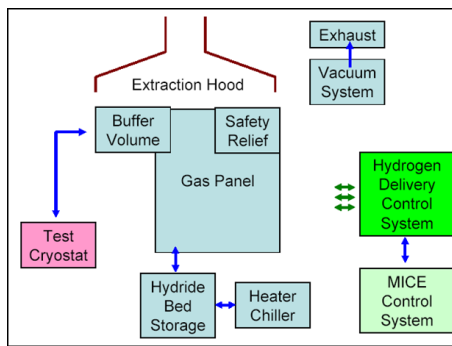 Exhaust
Vacuum
System
Extraction Hood
Buffer
Volume
Safety
Relief
Gas Panel
Hydrogen
Delivery
Control
System
Test
Cryostat
Hydride
Bed
Storage
Heater
Chiller
MICE
Control
System